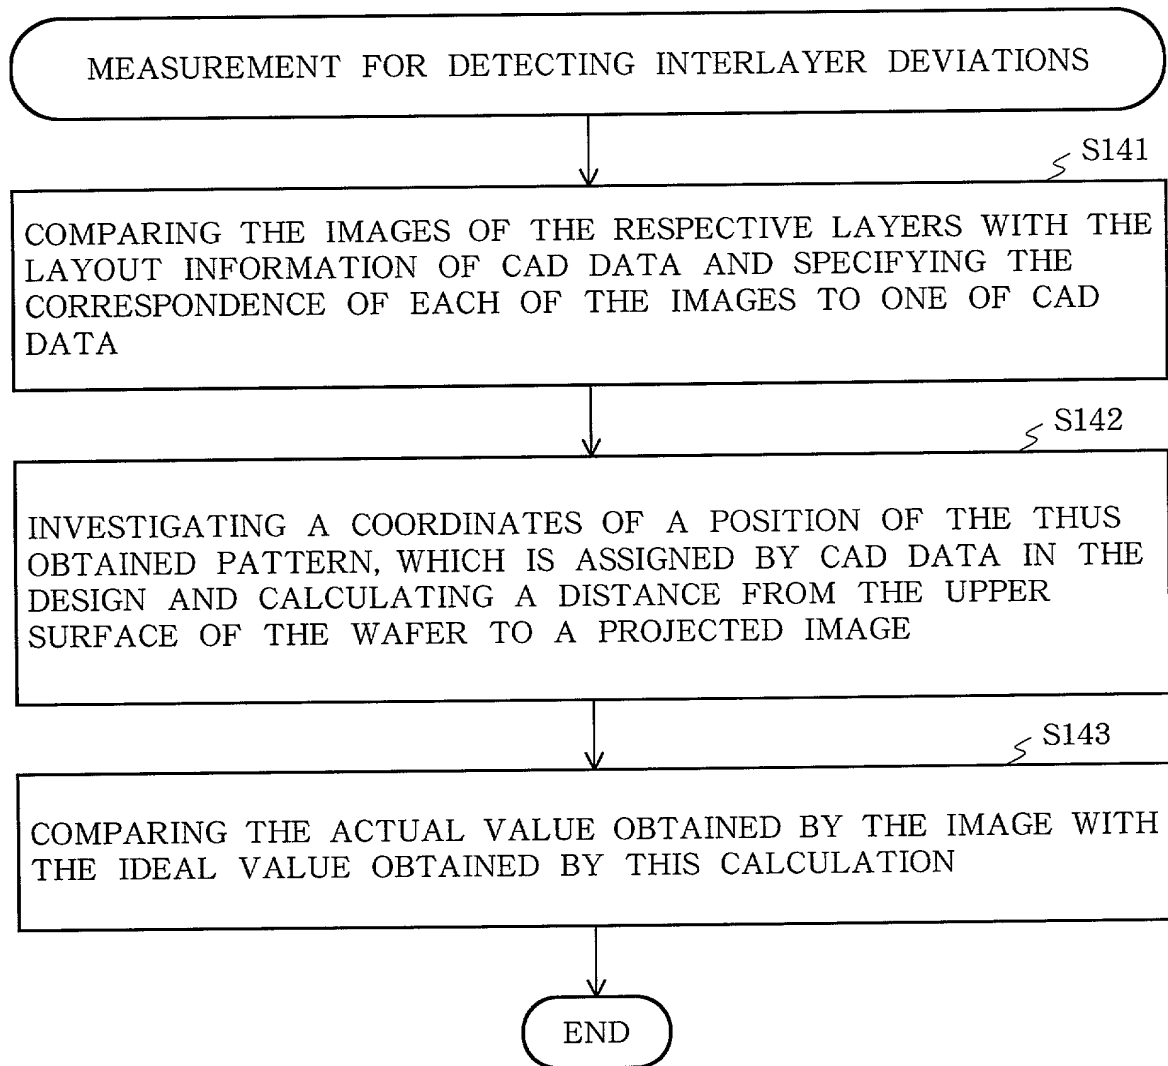 MEASUREMENT FOR DETECTING INTERLAYER DEVIATIONS
S141
COMPARING THE IMAGES OF THE RESPECTIVE LAYERS WITH THE
LAYOUT INFORMATION OF CAD DATA AND SPECIFYING THE
CORRESPONDENCE OF EACH OF THE IMAGES TO ONE OF CAD
DATA
S142
INVESTIGATING A COORDINATES OF A POSITION OF THE THUS
OBTAINED PATTERN, WHICH IS ASSIGNED BY CAD DATA IN THE
DESIGN AND CALCULATING A DISTANCE FROM THE UPPER
SURFACE OF THE WAFER TO A PROJECTED IMAGE
S143
COMPARING THE ACTUAL VALUE OBTAINED BY THE IMAGE WITH
THE IDEAL VALUE OBTAINED BY THIS CALCULATION
END